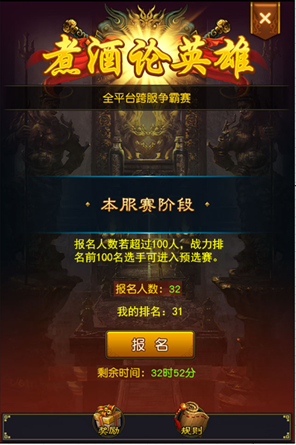 煮酒论英雄
全平台跨服争霸赛
本服赛阶段
报名人数若超过100人，战力排
名前100名选手可进入预选赛。
报名人数：32
我的排名：31
报 名
剩余时间：32时52分
奖励
规则